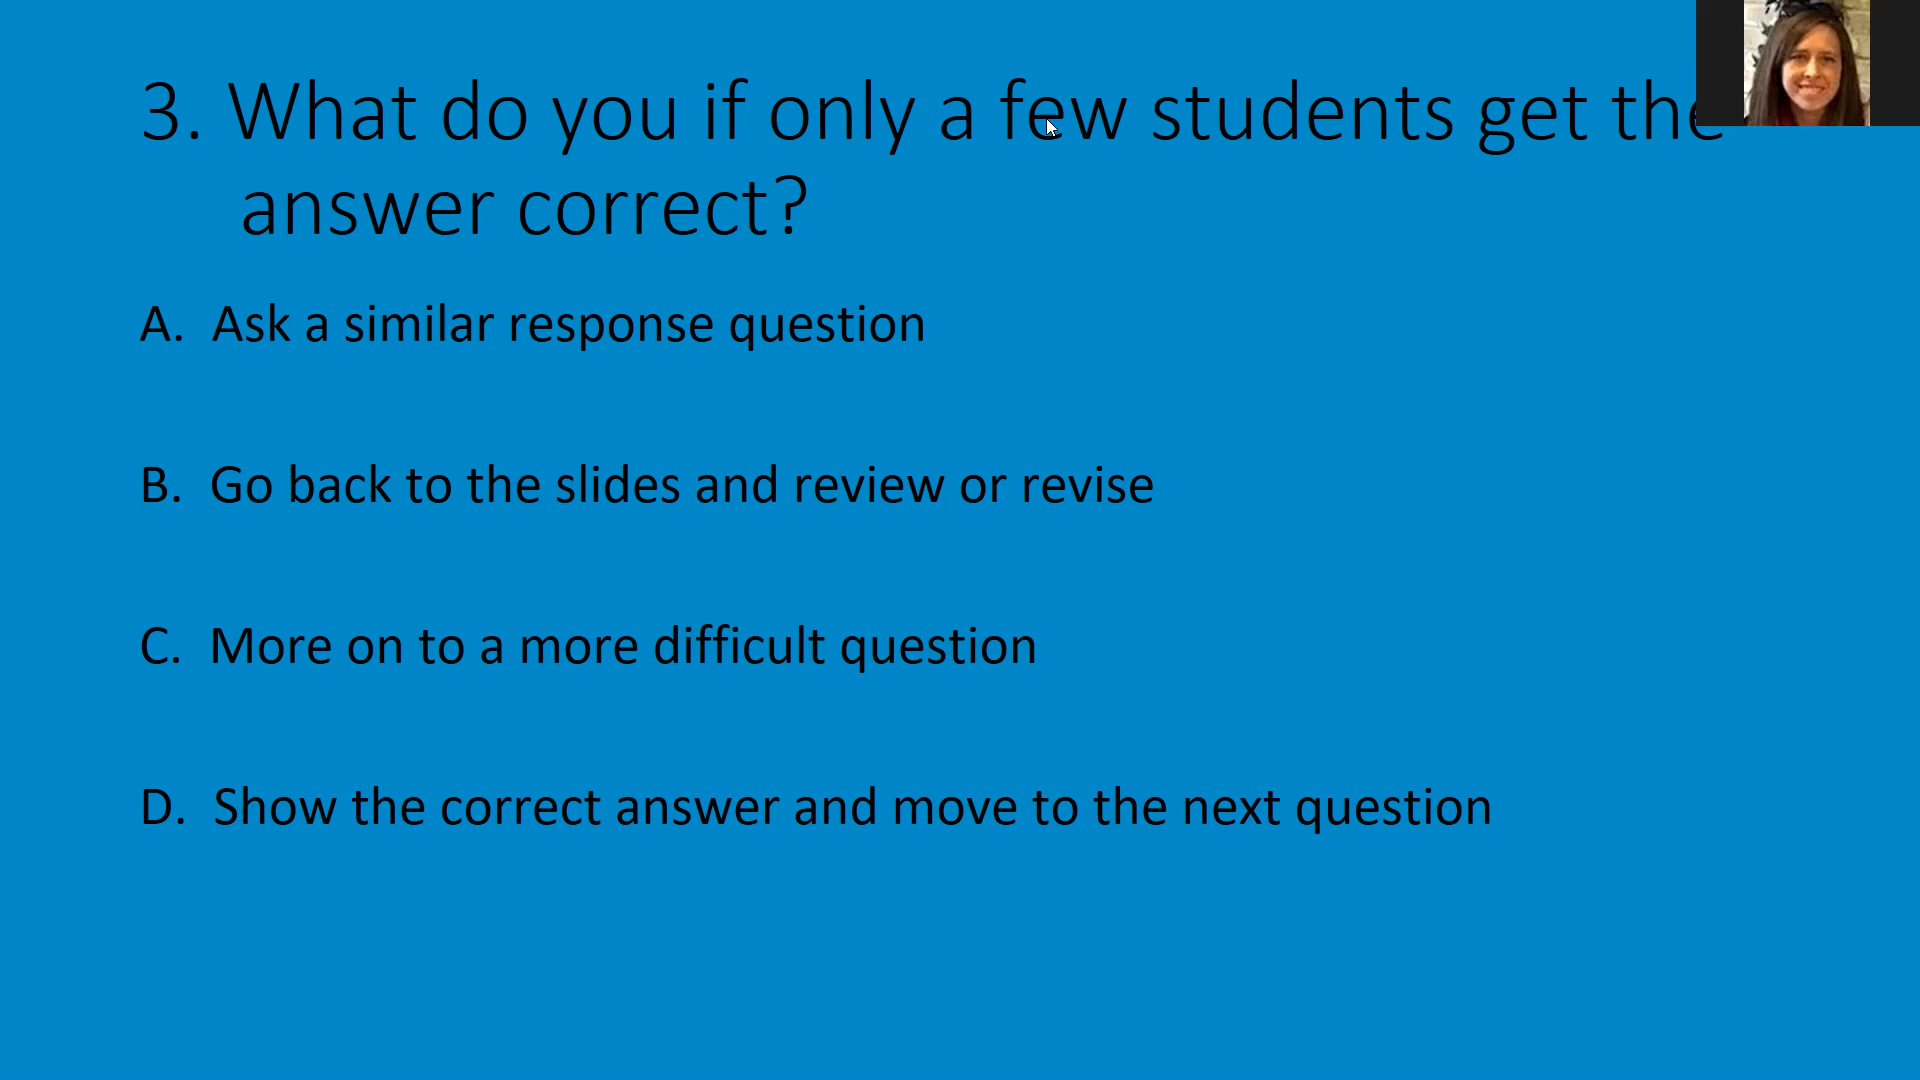 3. What do you if only a few students get the
answer correct?
A. Ask a similar response question
B. Go back to the slides and review or revise
C. More on to a more difficult question
D. Show the correct answer and move to the next question